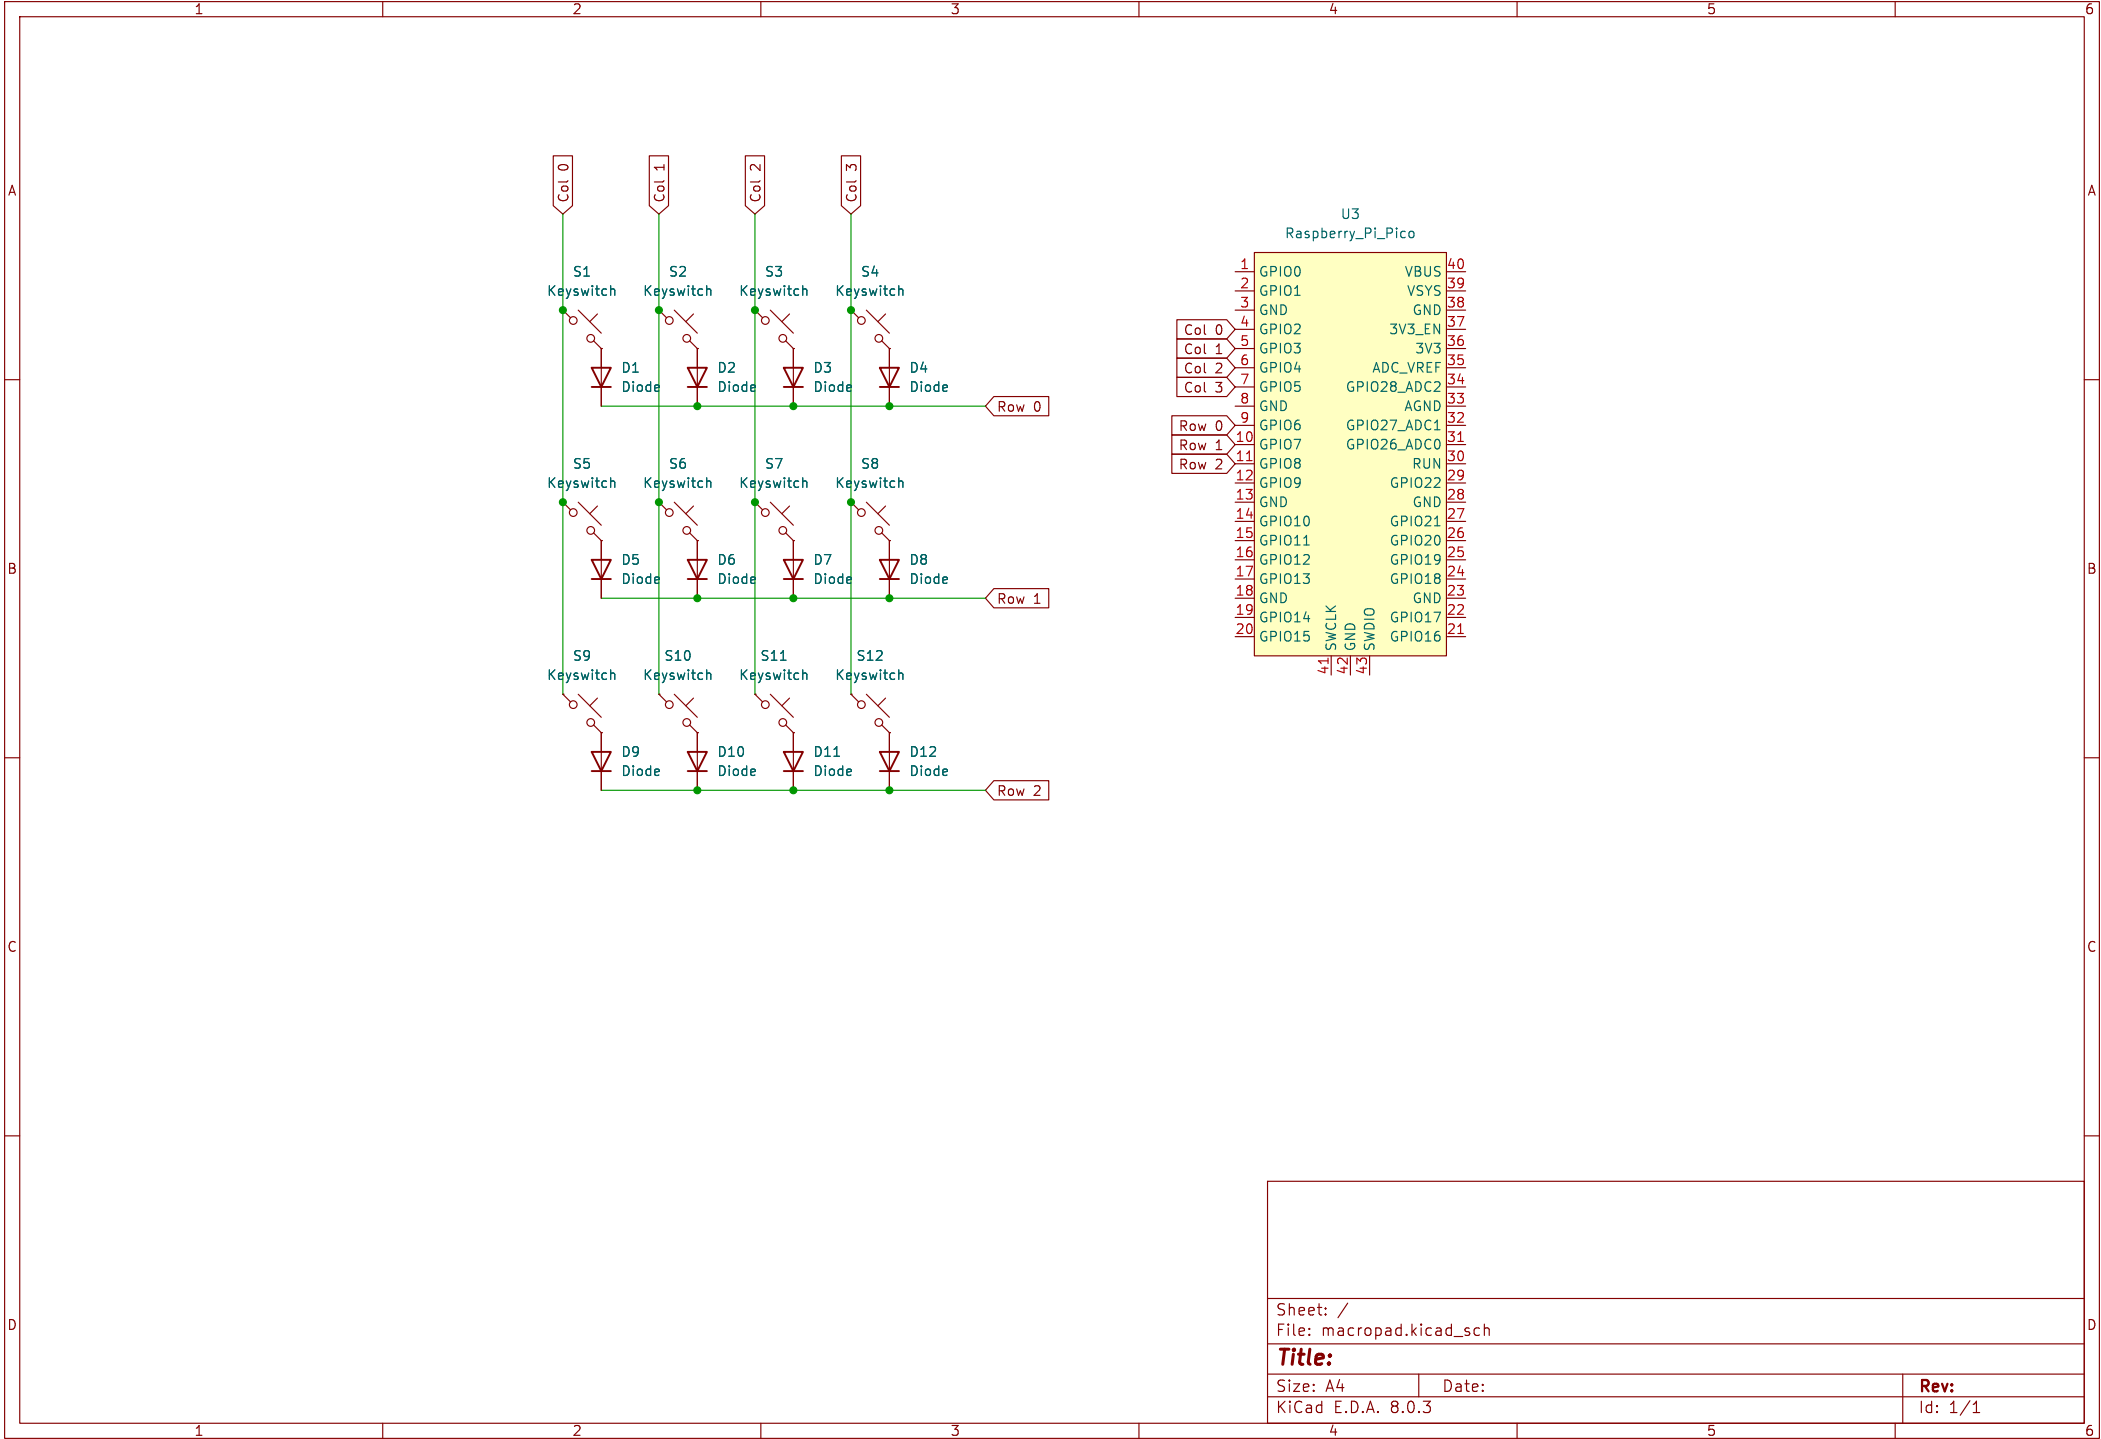 1 2 3 4 5 6
A A
B B
C C
D D
Col 0 Col 1 Col 2 Col 3
S1 S2 S3 S4
Keyswitch Keyswitch Keyswitch Keyswitch
D1 D2 D3 D4
Diode Diode Diode Diode
Row 0
S5 S6 S7 S8
Keyswitch Keyswitch Keyswitch Keyswitch
D5 D6 D7 D8
Diode Diode Diode Diode
Row 1
S9 S10 S11 S12
Keyswitch Keyswitch Keyswitch Keyswitch
D9 D10 D11 D12
Diode Diode Diode Diode
Row 2
U3
Raspberry_Pi_Pico
1 GPIO0 VBUS 40
2 GPIO1 VSYS 39
3 GND GND 38
Col 0 4 GPIO2 3V3_EN 37
Col 1 5 GPIO3 3V3 36
Col 2 6 GPIO4 ADC_VREF 35
Col 3 7 GPIO5 GPIO28_ADC2 34
8 GND AGND 33
Row 0 9 GPIO6 GPIO27_ADC1 32
Row 1 10 GPIO7 GPIO26_ADC0 31
Row 2 11 GPIO8 RUN 30
12 GPIO9 GPIO22 29
13 GND GND 28
14 GPIO10 GPIO21 27
15 GPIO11 GPIO20 26
16 GPIO12 GPIO19 25
17 GPIO13 GPIO18 24
18 GND GND 23
19 GPIO14 GPIO17 22
20 GPIO15 GPIO16 21
SWCLK GND SWDIO
41 42 43
Sheet: /
File: macropad.kicad_sch
Title:
Size: A4 Date: Rev:
KiCad E.D.A. 8.0.3 Id: 1/1
1 2 3 4 5 6